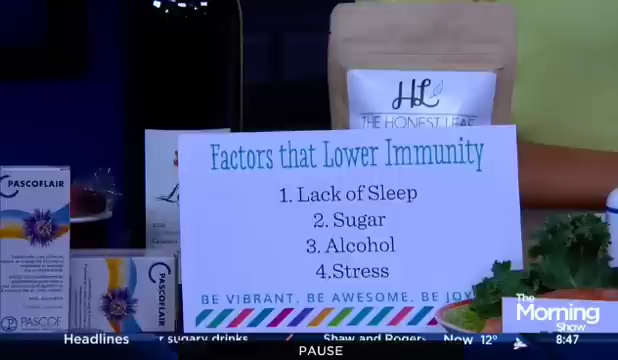 HL
THE HONEST LEAF
Factors that Lower Immunity
1. Lack of Sleep
2. Sugar
3. Alcohol
4.Stress
BE VIBRANT. BE AWESOME. BE JOY
PASCOFLAIR
PASCOE
PASCOFLAIR
The
Morning
Show
Headlines
r sugary drinks
Shaw and Roger
Now 12°
8:47
PAUSE